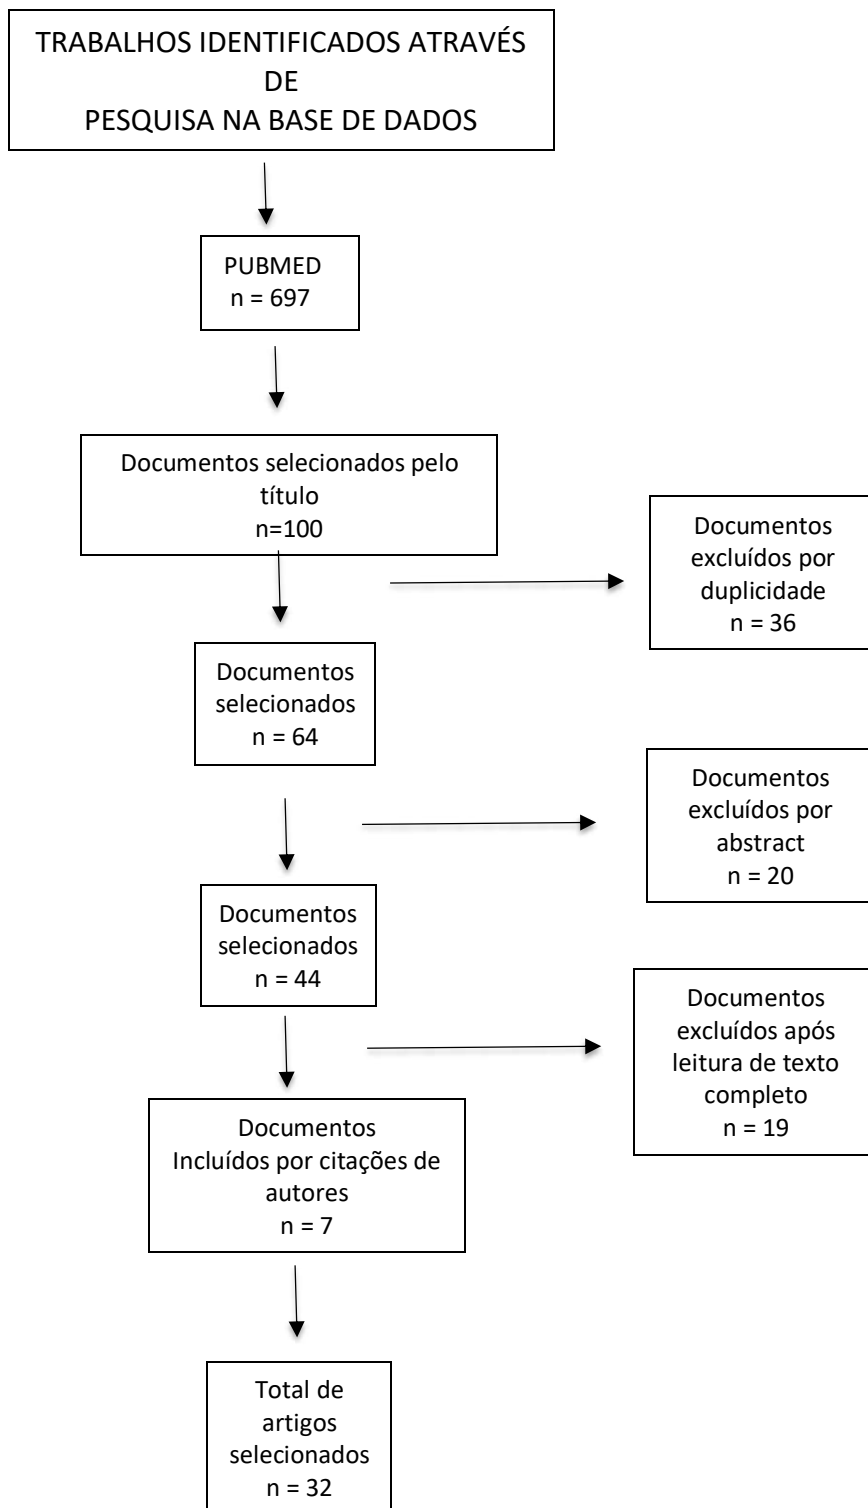 TRABALHOS IDENTIFICADOS ATRAVÉS
DE
PESQUISA NA BASE DE DADOS
PUBMED
n = 697
Documentos selecionados pelo
título
n=100
Documentos
excluídos por
duplicidade
n = 36
Documentos
selecionados
n = 64
Documentos
excluídos por
abstract
n = 20
Documentos
selecionados
n = 44
Documentos
excluídos após
leitura de texto
completo
n = 19
Documentos
Incluídos por citações de
autores
n = 7
Total de
artigos
selecionados
n = 32